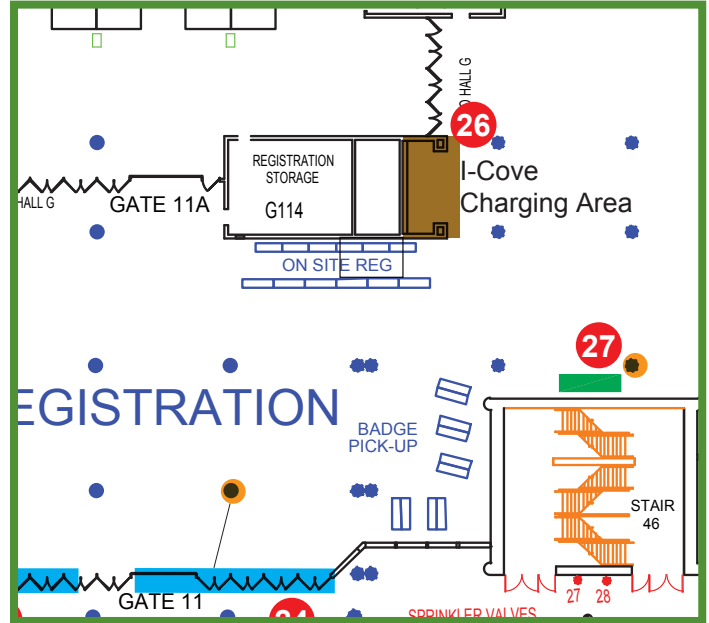 HALL G
26
REGISTRATION
STORAGE
G114
I-Cove
Charging Area
HALL G
GATE 11A
ON SITE REG
27
EGISTRATION
BADGE
PICK-UP
STAIR
46
GATE 11
27 28
SPRINKLER VALVES